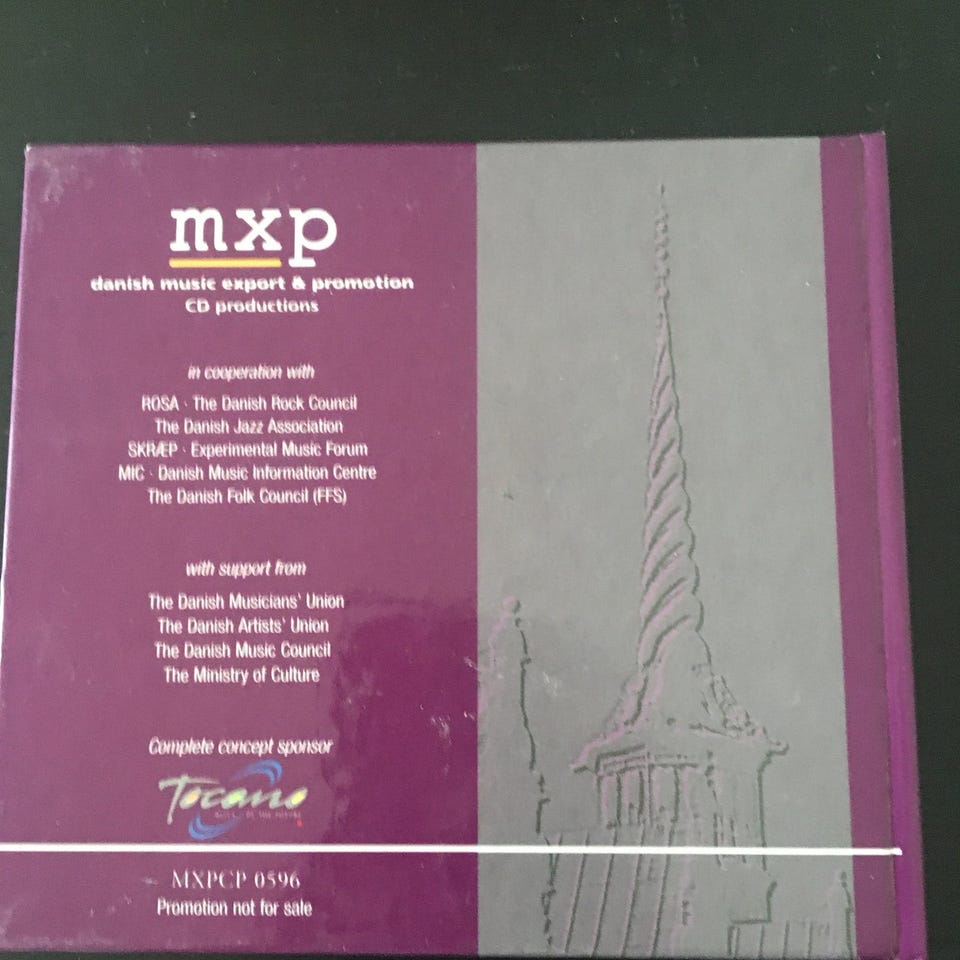 mxp
danish music export & promotion
CD productions
in cooperation with
ROSA · The Danish Rock Council
The Danish Jazz Association
SKRÆP · Experimental Music Forum
MIC · Danish Music Information Centre
The Danish Folk Council (FFS)
with support from
The Danish Musicians' Union
The Danish Artists' Union
The Danish Music Council
The Ministry of Culture
Complete concept sponsor
Tocano
MXPCP 0596
Promotion not for sale